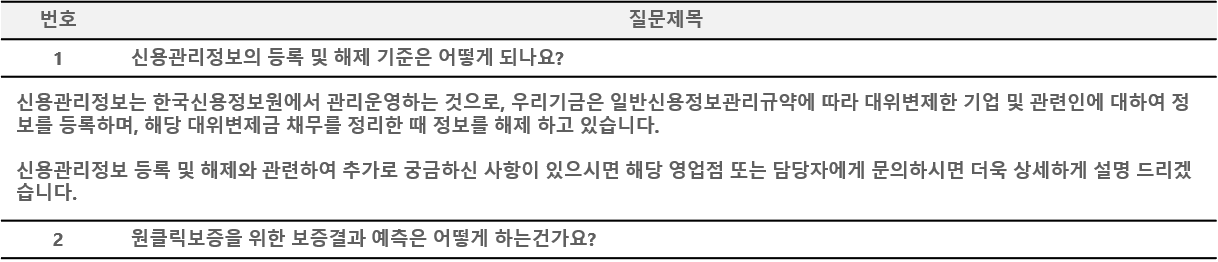 번호 질문제목
1 신용관리정보의 등록 및 해제 기준은 어떻게 되나요?
신용관리정보는 한국신용정보원에서 관리운영하는 것으로, 우리기금은 일반신용정보관리규약에 따라 대위변제한 기업 및 관련인에 대하여 정
보를 등록하며, 해당 대위변제금 채무를 정리한 때 정보를 해제 하고 있습니다.
신용관리정보 등록 및 해제와 관련하여 추가로 궁금하신 사항이 있으시면 해당 영업점 또는 담당자에게 문의하시면 더욱 상세하게 설명 드리겠
습니다.
2 원클릭보증을 위한 보증결과 예측은 어떻게 하는건가요?